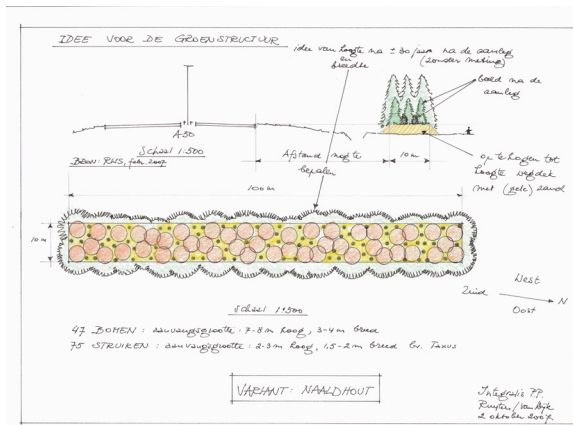 IDEE VOOR DE GROENSTRUCTUUR
idee van hoogte na ± 30 jaar na de aanleg
en breedte
(zonder meting)
beeld na de
aanleg
A-50
Schaal 1:500
BRON: RWS, feb. 2007
Afstand nog te
bepalen
10 m
op te hogen tot
hoogte wegdek
met (gele) zand
100 m
10 m
West
Zuid
N
Oost
Schaal 1:500
47 BOMEN : aanvangsgrootte : 7-8 m hoog, 3-4 m breed
75 STRUIKEN : aanvangsgrootte : 2-3 m hoog, 1,5-2 m breed bv. Taxus
VARIANT: NAALDHOUT
Integralis P.P.
Ruyten / van Dijk
2 oktober 2007